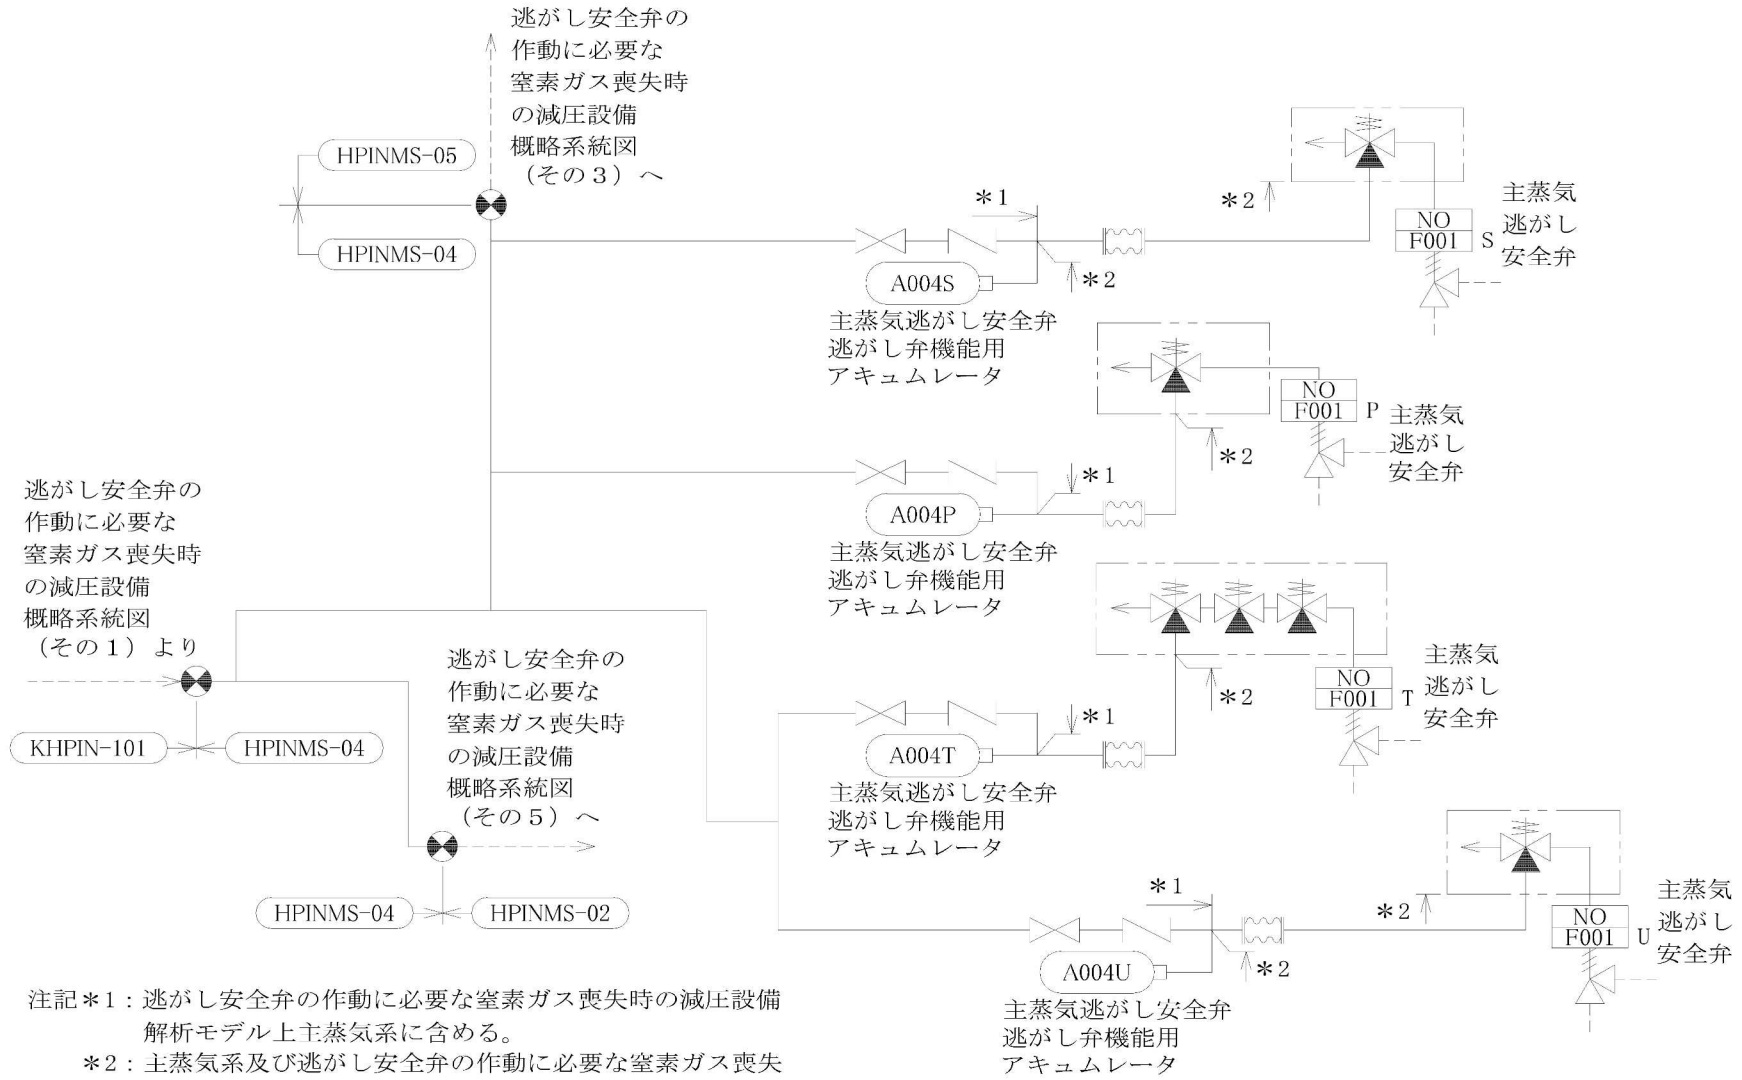 逃がし安全弁の
作動に必要な
窒素ガス喪失時
の減圧設備
概略系統図
（その３）へ
HPINMS-05
HPINMS-04
＊1
＊2
＊2
A004S
主蒸気逃がし安全弁
逃がし弁機能用
アキュムレータ
NO
F001
S
主蒸気
逃がし
安全弁
NO
F001
P
主蒸気
逃がし
安全弁
＊2
＊1
A004P
主蒸気逃がし安全弁
逃がし弁機能用
アキュムレータ
逃がし安全弁の
作動に必要な
窒素ガス喪失時
の減圧設備
概略系統図
（その１）より
KHPIN-101
HPINMS-04
逃がし安全弁の
作動に必要な
窒素ガス喪失時
の減圧設備
概略系統図
（その５）へ
HPINMS-04
HPINMS-02
NO
F001
T
主蒸気
逃がし
安全弁
＊2
＊1
A004T
主蒸気逃がし安全弁
逃がし弁機能用
アキュムレータ
＊1
＊2
＊2
NO
F001
U
主蒸気
逃がし
安全弁
A004U
主蒸気逃がし安全弁
逃がし弁機能用
アキュムレータ
注記＊1：逃がし安全弁の作動に必要な窒素ガス喪失時の減圧設備
解析モデル上主蒸気系に含める。
＊2：主蒸気系及び逃がし安全弁の作動に必要な窒素ガス喪失